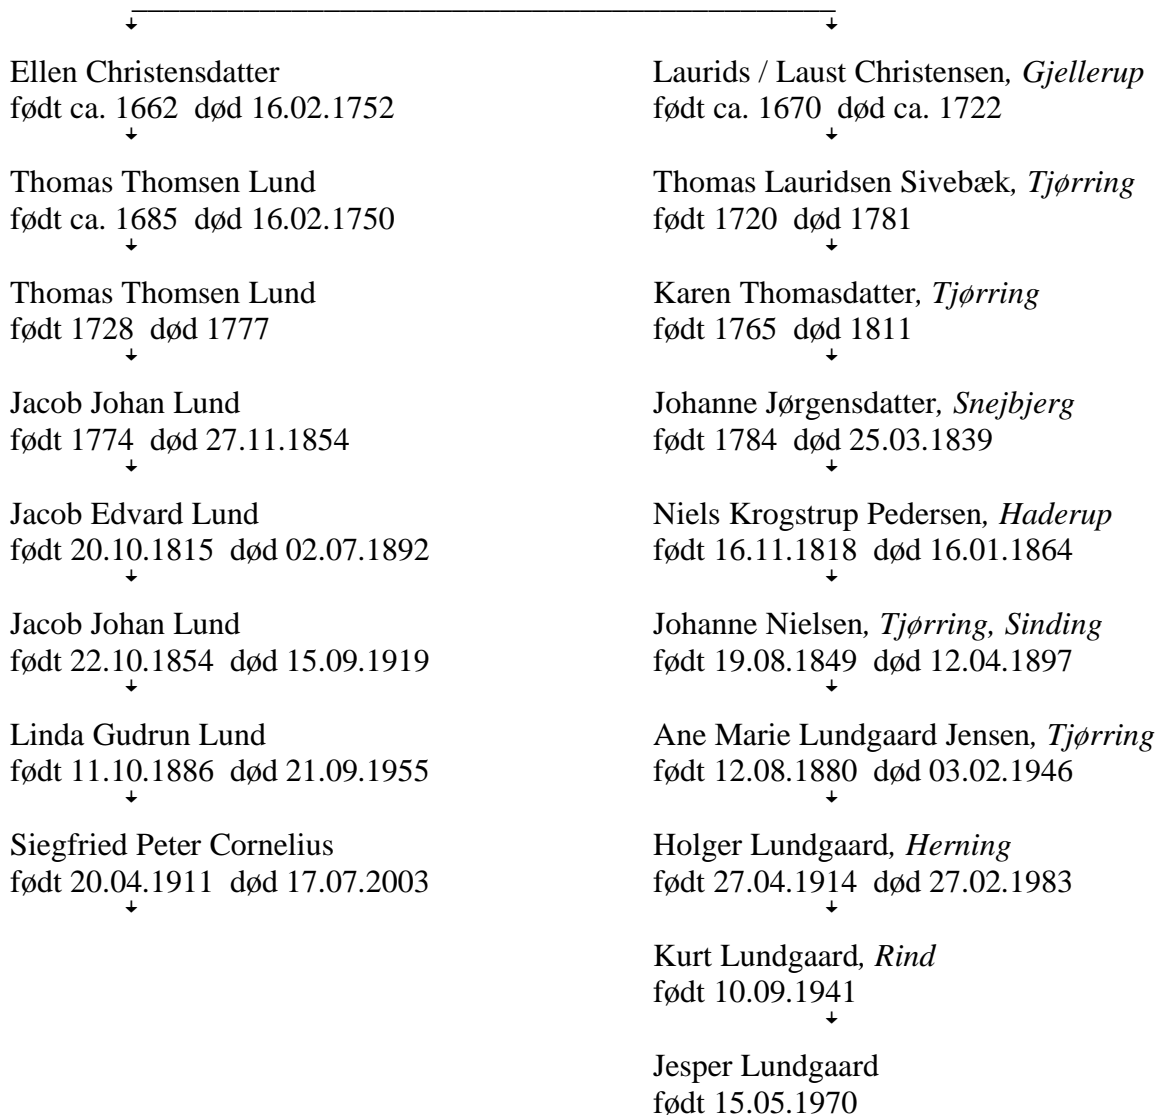 Ellen Christensdatter
født ca. 1662  død 16.02.1752
Thomas Thomsen Lund
født ca. 1685  død 16.02.1750
Thomas Thomsen Lund
født 1728  død 1777
Jacob Johan Lund
født 1774  død 27.11.1854
Jacob Edvard Lund
født 20.10.1815  død 02.07.1892
Jacob Johan Lund
født 22.10.1854  død 15.09.1919
Linda Gudrun Lund
født 11.10.1886  død 21.09.1955
Siegfried Peter Cornelius
født 20.04.1911  død 17.07.2003
Laurids / Laust Christensen, Gjellerup
født ca. 1670  død ca. 1722
Thomas Lauridsen Sivebæk, Tjørring
født 1720  død 1781
Karen Thomasdatter, Tjørring
født 1765  død 1811
Johanne Jørgensdatter, Snejbjerg
født 1784  død 25.03.1839
Niels Krogstrup Pedersen, Haderup
født 16.11.1818  død 16.01.1864
Johanne Nielsen, Tjørring, Sinding
født 19.08.1849  død 12.04.1897
Ane Marie Lundgaard Jensen, Tjørring
født 12.08.1880  død 03.02.1946
Holger Lundgaard, Herning
født 27.04.1914  død 27.02.1983
Kurt Lundgaard, Rind
født 10.09.1941
Jesper Lundgaard
født 15.05.1970